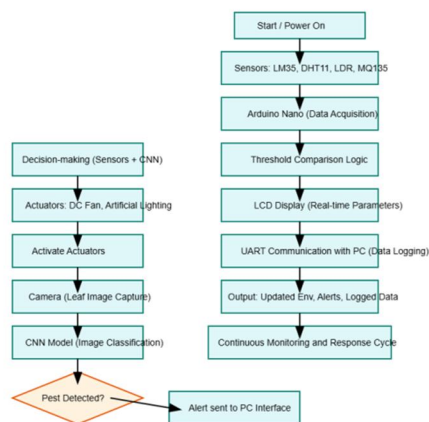 Start / Power On
Sensors: LM35, DHT11, LDR, MQ135
Arduino Nano (Data Acquisition)
Threshold Comparison Logic
LCD Display (Real-time Parameters)
UART Communication with PC (Data Logging)
Output: Updated Env, Alerts, Logged Data
Continuous Monitoring and Response Cycle
Decision-making (Sensors + CNN)
Actuators: DC Fan, Artificial Lighting
Activate Actuators
Camera (Leaf Image Capture)
CNN Model (Image Classification)
Pest Detected?
Alert sent to PC Interface